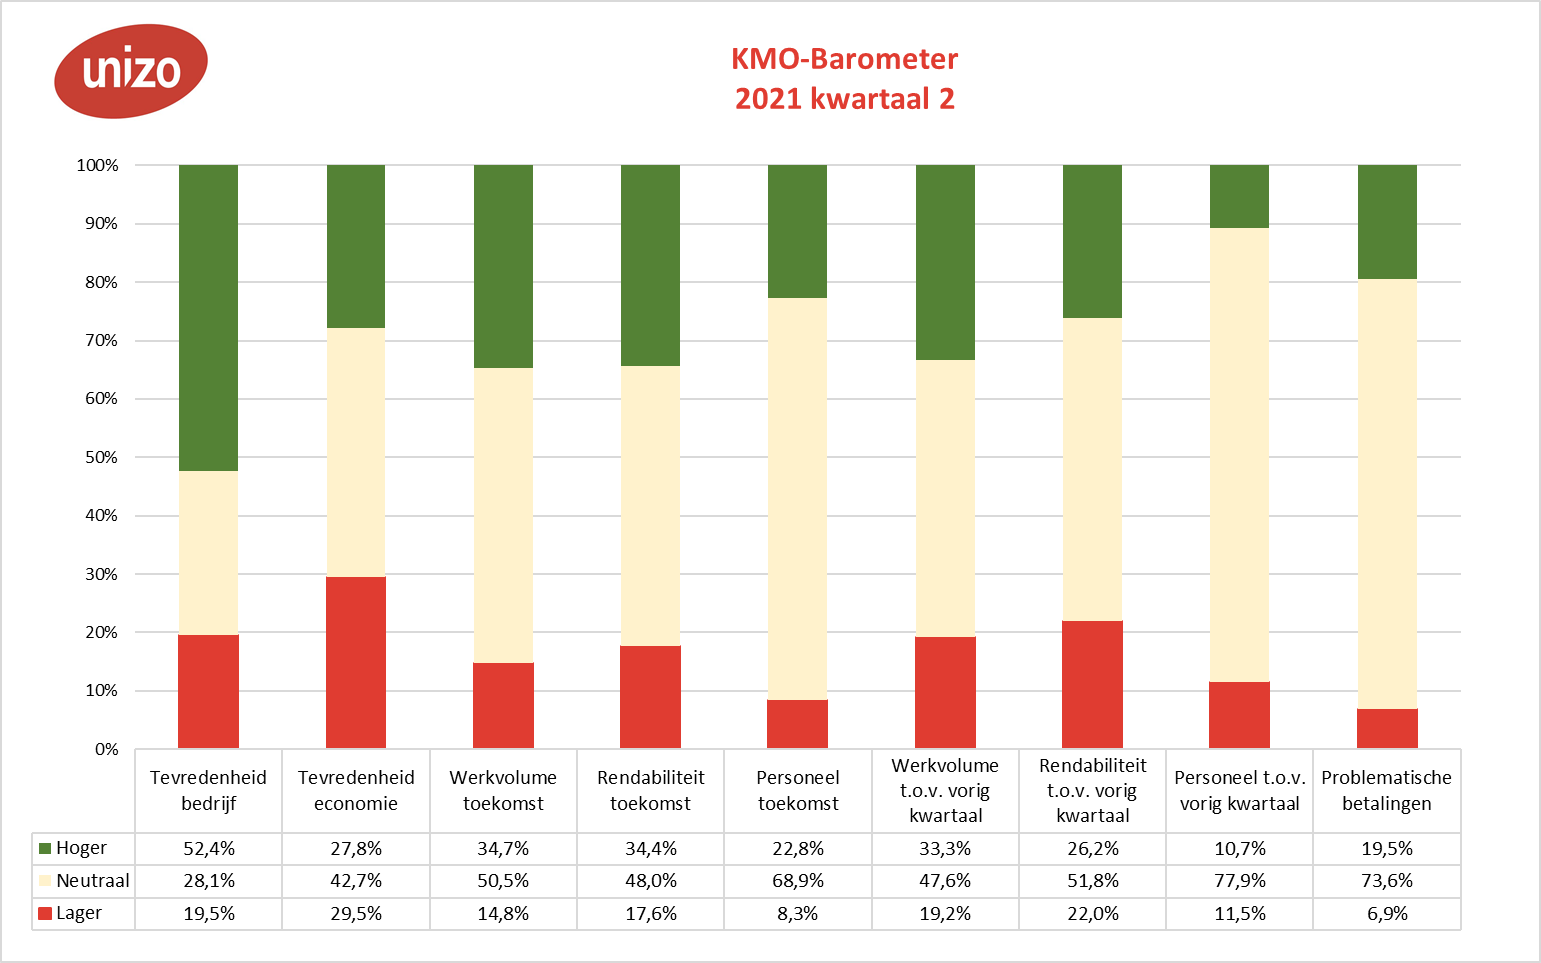 unizo
KMO-Barometer
2021 kwartaal 2
100%
90%
80%
70%
60%
50%
40%
30%
20%
10%
0%
Tevredenheid bedrijf
Tevredenheid economie
Werkvolume toekomst
Rendabiliteit toekomst
Personeel toekomst
Werkvolume t.o.v. vorig kwartaal
Rendabiliteit t.o.v. vorig kwartaal
Personeel t.o.v. vorig kwartaal
Problematische betalingen
Hoger 52,4% 27,8% 34,7% 34,4% 22,8% 33,3% 26,2% 10,7% 19,5%
Neutraal 28,1% 42,7% 50,5% 48,0% 68,9% 47,6% 51,8% 77,9% 73,6%
Lager 19,5% 29,5% 14,8% 17,6% 8,3% 19,2% 22,0% 11,5% 6,9%